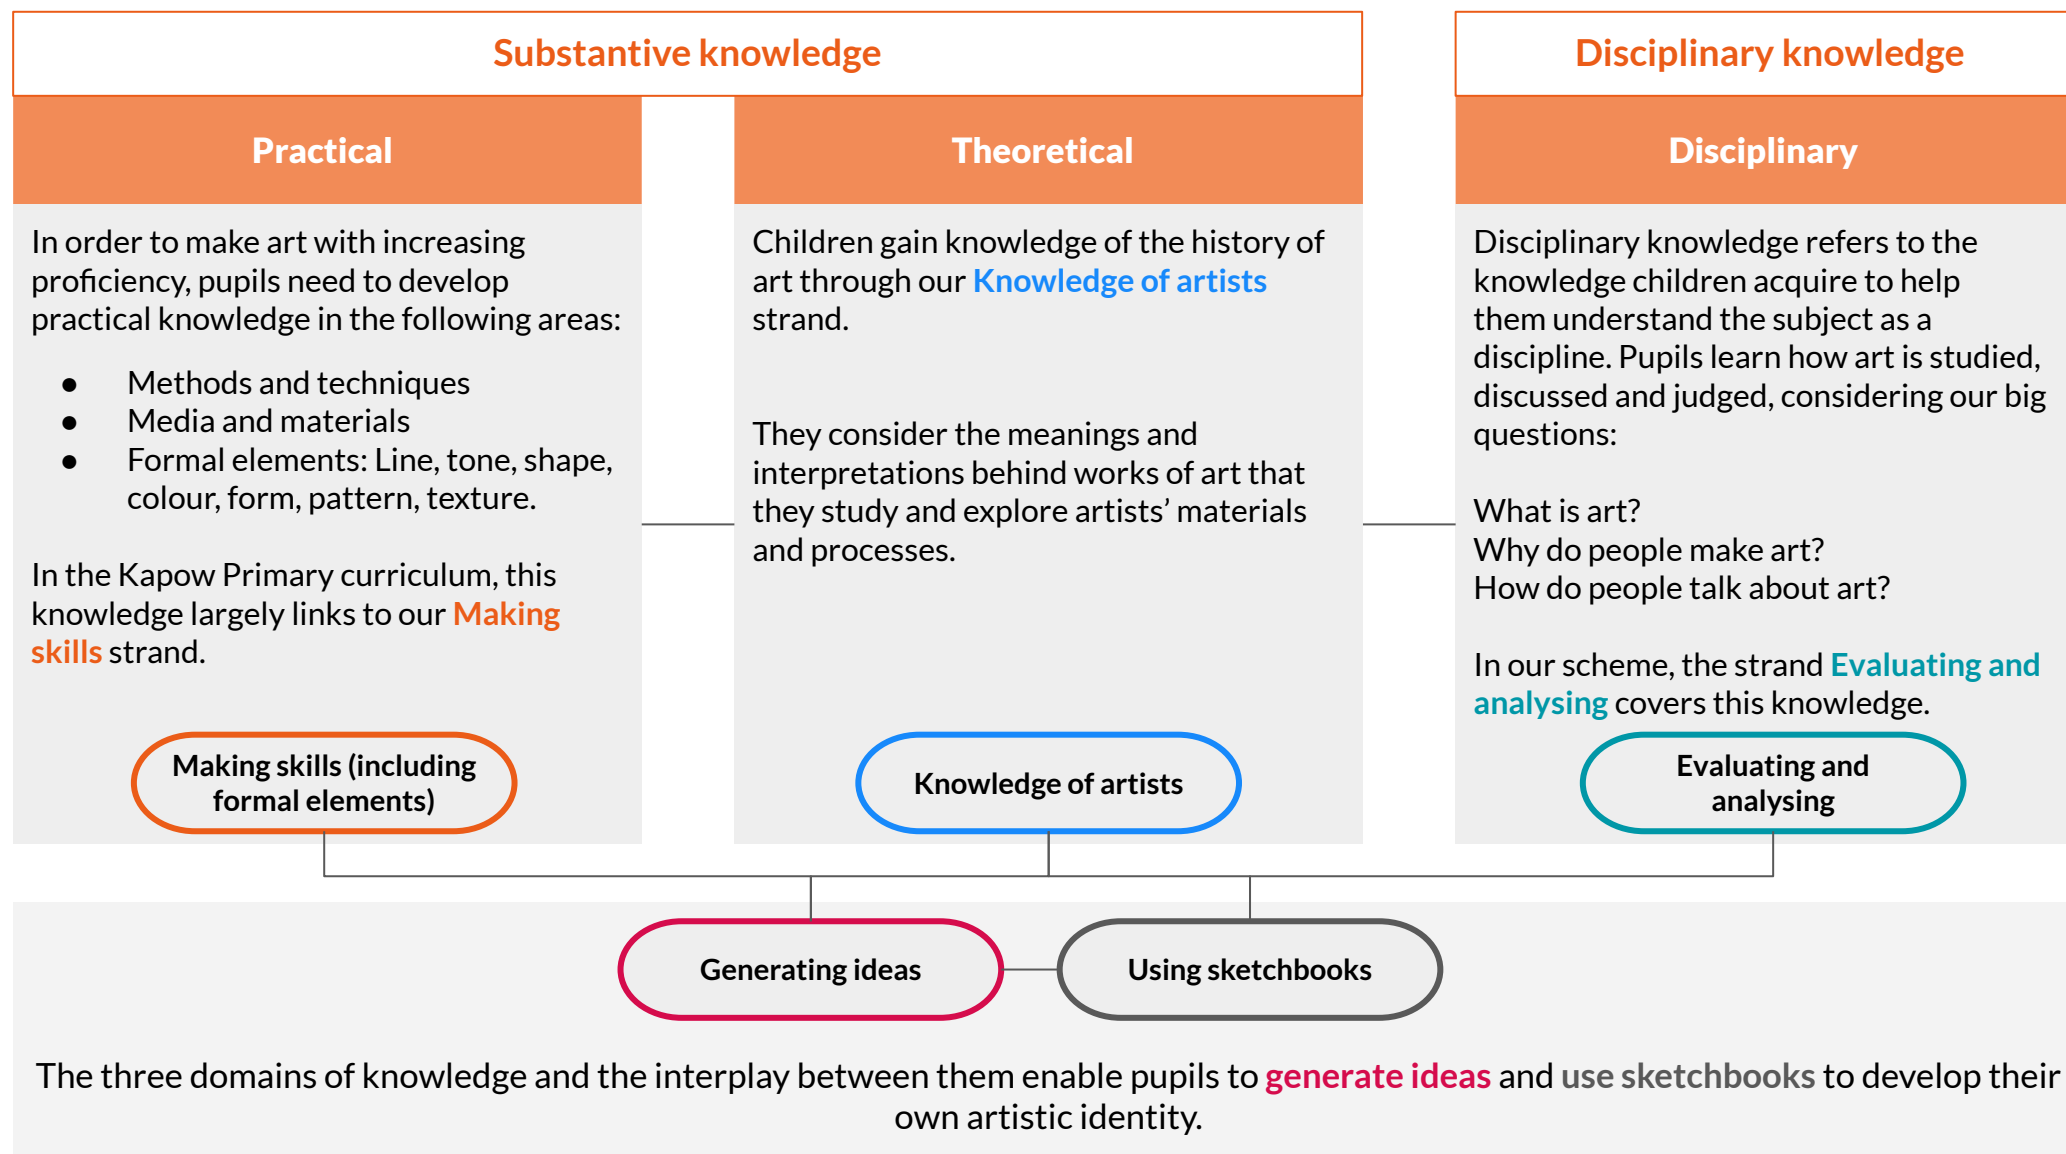 Substantive knowledge
Disciplinary knowledge
Practical
In order to make art with increasing
proficiency, pupils need to develop
practical knowledge in the following areas:
● Methods and techniques
● Media and materials
● Formal elements: Line, tone, shape,
colour, form, pattern, texture.
In the Kapow Primary curriculum, this
knowledge largely links to our Making
skills strand.
Making skills (including
formal elements)
Theoretical
Children gain knowledge of the history of
art through our Knowledge of artists
strand.
They consider the meanings and
interpretations behind works of art that
they study and explore artists’ materials
and processes.
Knowledge of artists
Disciplinary
Disciplinary knowledge refers to the
knowledge children acquire to help
them understand the subject as a
discipline. Pupils learn how art is studied,
discussed and judged, considering our big
questions:
What is art?
Why do people make art?
How do people talk about art?
In our scheme, the strand Evaluating and
analysing covers this knowledge.
Evaluating and
analysing
Generating ideas
Using sketchbooks
The three domains of knowledge and the interplay between them enable pupils to generate ideas and use sketchbooks to develop their
own artistic identity.